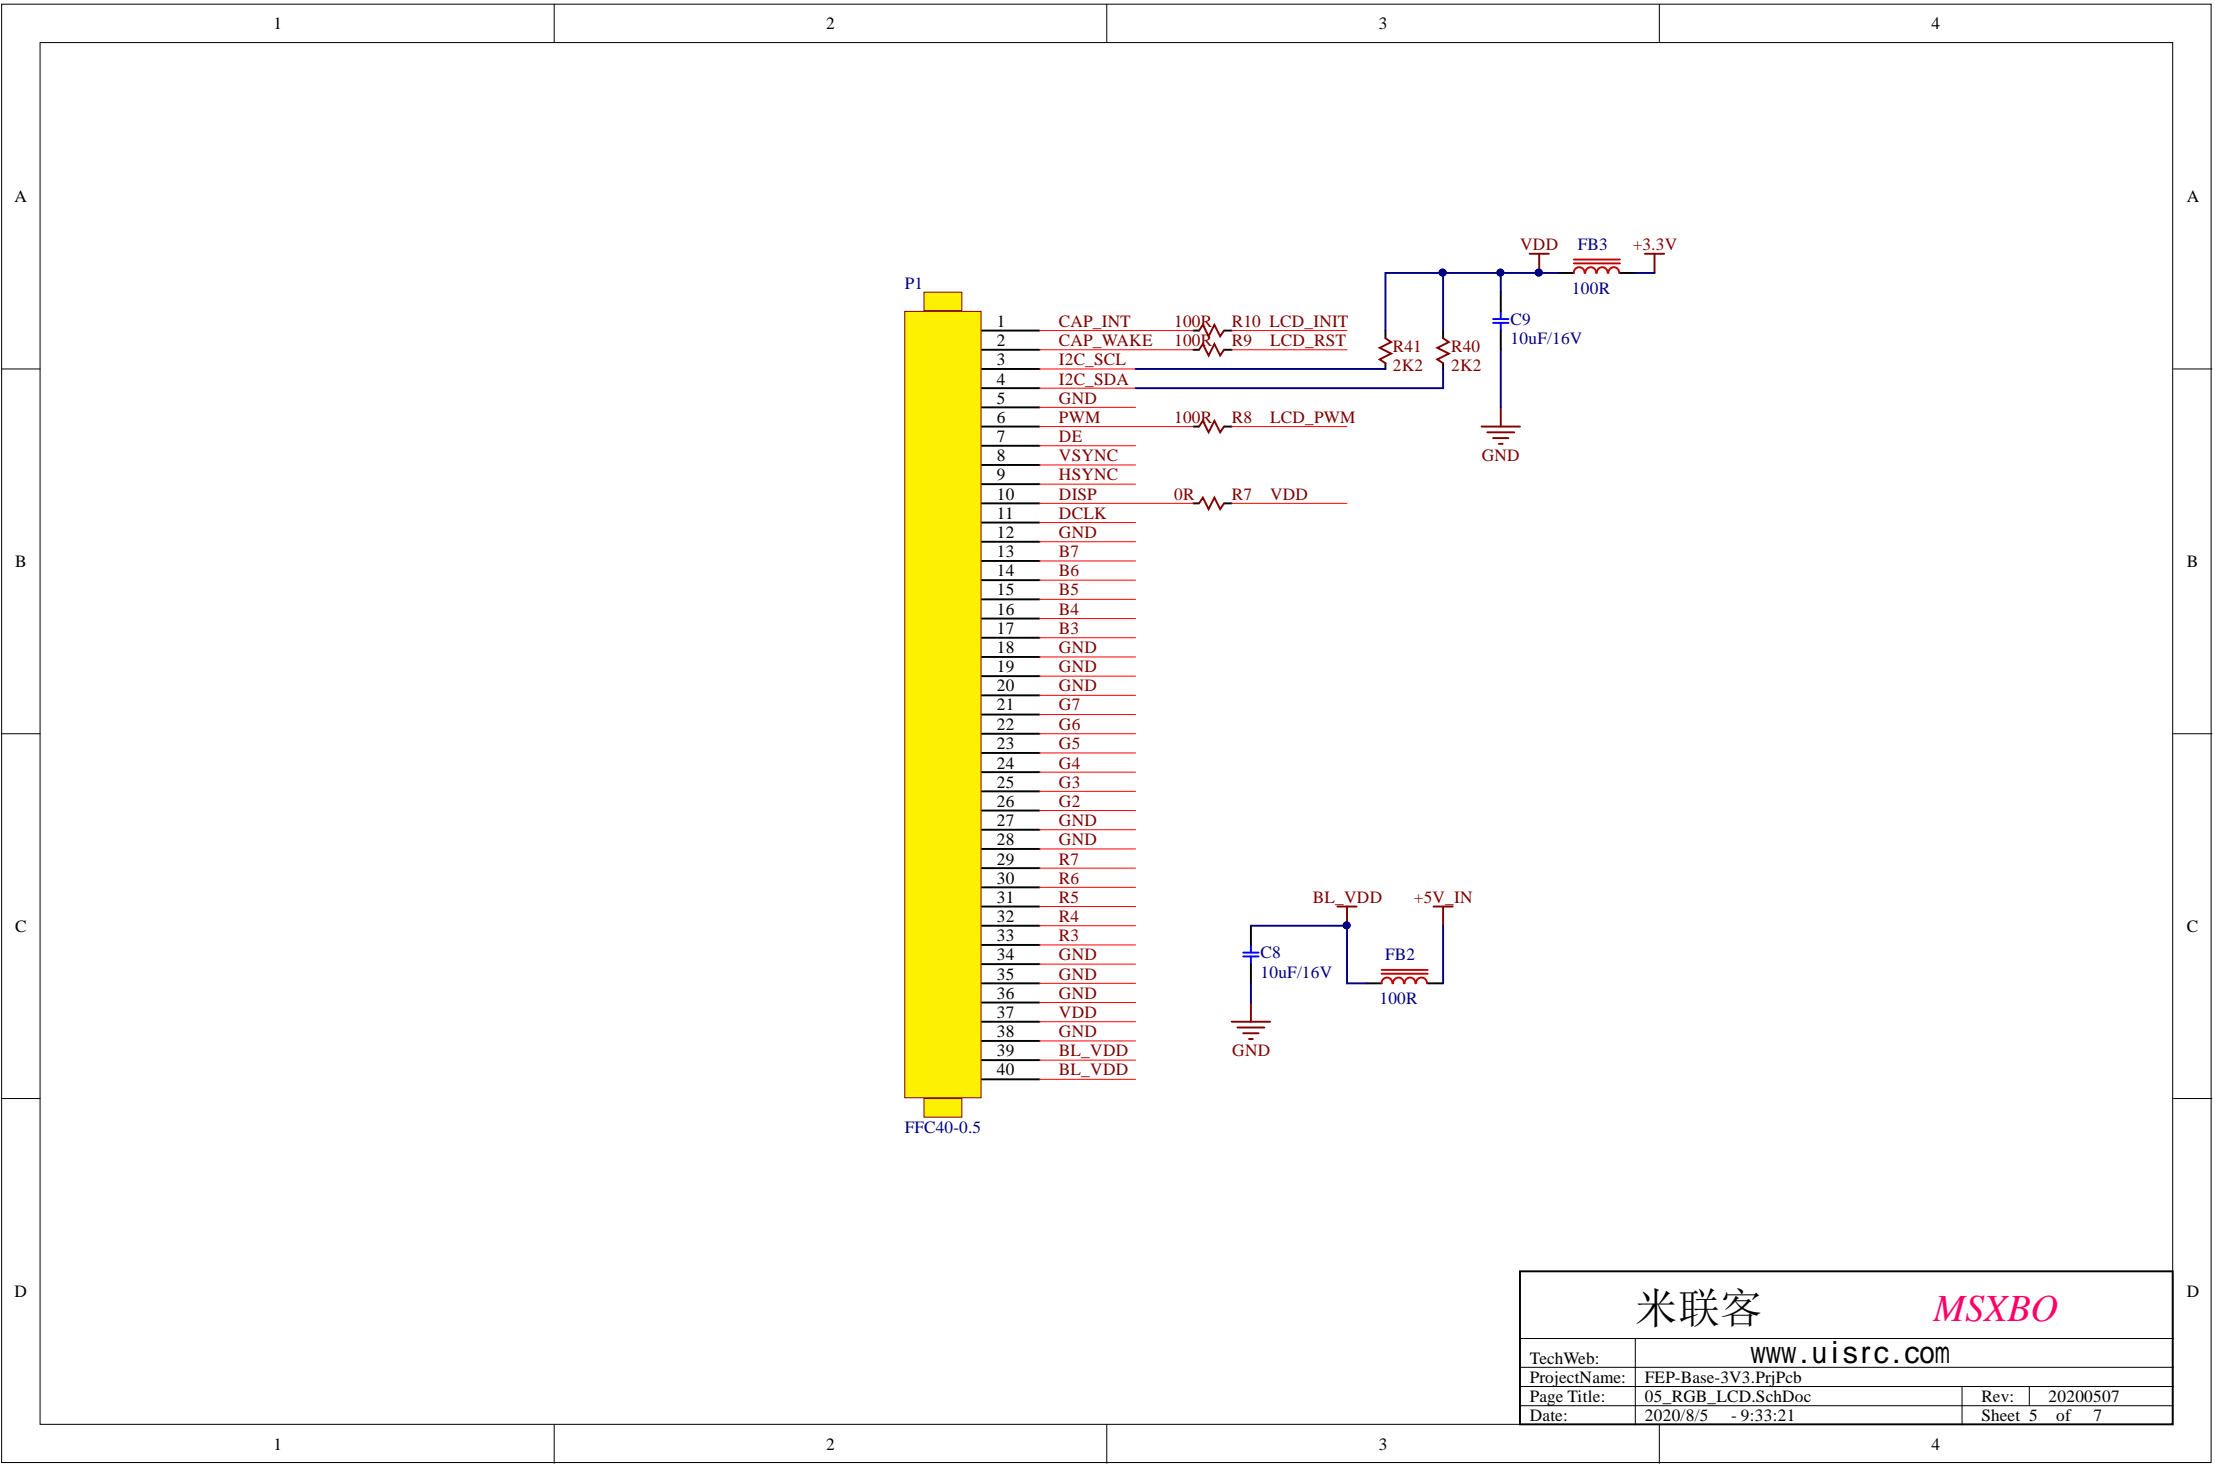 1 2 3 4
A A
VDD FB3 +3.3V
100R
P1
1 CAP_INT 100R R10 LCD_INIT
2 CAP_WAKE 100R R9 LCD_RST
3 I2C_SCL
4 I2C_SDA
R41 2K2
R40 2K2
C9
10uF/16V
GND
5 GND
6 PWM 100R R8 LCD_PWM
7 DE
8 VSYNC
9 HSYNC
10 DISP 0R R7 VDD
11 DCLK
12 GND
B B
13 B7
14 B6
15 B5
16 B4
17 B3
18 GND
19 GND
20 GND
21 G7
22 G6
23 G5
24 G4
25 G3
26 G2
27 GND
28 GND
29 R7
30 R6
31 R5
32 R4
33 R3
34 GND
35 GND
36 GND
37 VDD
38 GND
39 BL_VDD
40 BL_VDD
FFC40-0.5
C C
BL_VDD +5V_IN
C8
10uF/16V
FB2
100R
GND
D D
米联客 MSXBO
TechWeb: www.uisrc.com
ProjectName: FEP-Base-3V3.PrjPcb
Page Title: 05_RGB_LCD.SchDoc Rev: 20200507
Date: 2020/8/5 - 9:33:21 Sheet 5 of 7
1 2 3 4